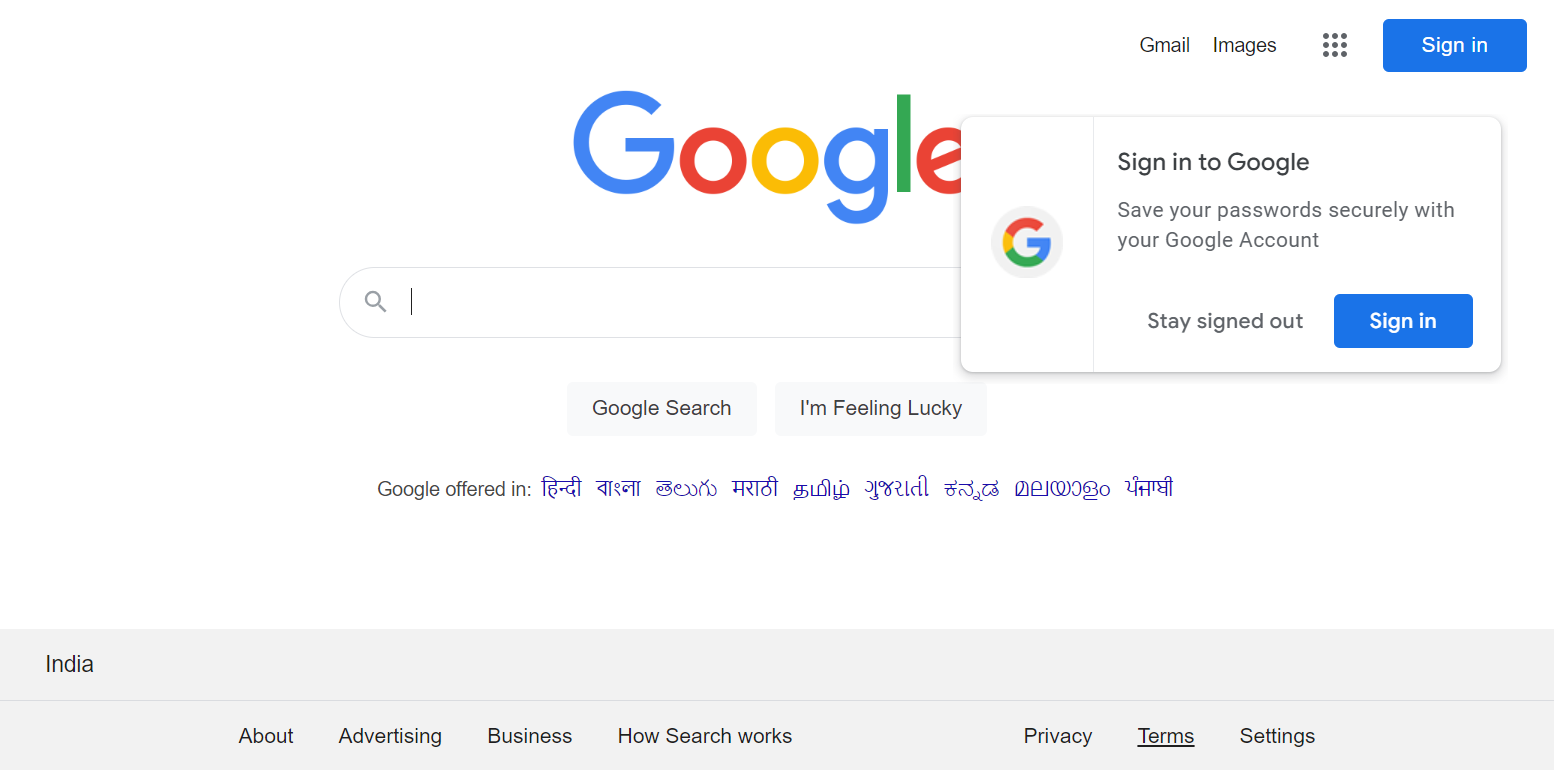 Gmail Images Sign in
Google
Sign in to Google
Save your passwords securely with
your Google Account
Stay signed out Sign in
Google Search I'm Feeling Lucky
Google offered in: हिन्दी বাংলা తెలుగు मराठी தமிழ் ગુજરાતી ಕನ್ನಡ മലയാളം ਪੰਜਾਬੀ
India
About Advertising Business How Search works Privacy Terms Settings